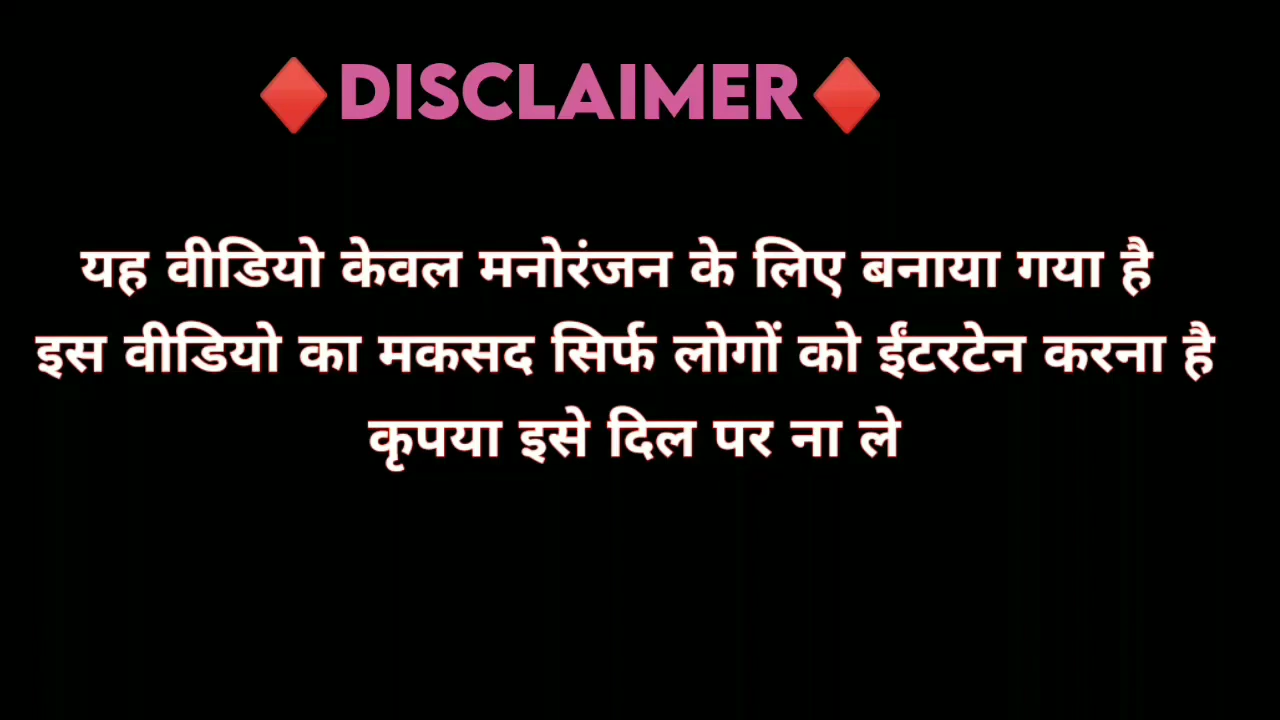 ♦️DISCLAIMER♦️
यह वीडियो केवल मनोरंजन के लिए बनाया गया है
इस वीडियो का मकसद सिर्फ लोगों को ईंटरटेन करना है
कृपया इसे दिल पर ना ले